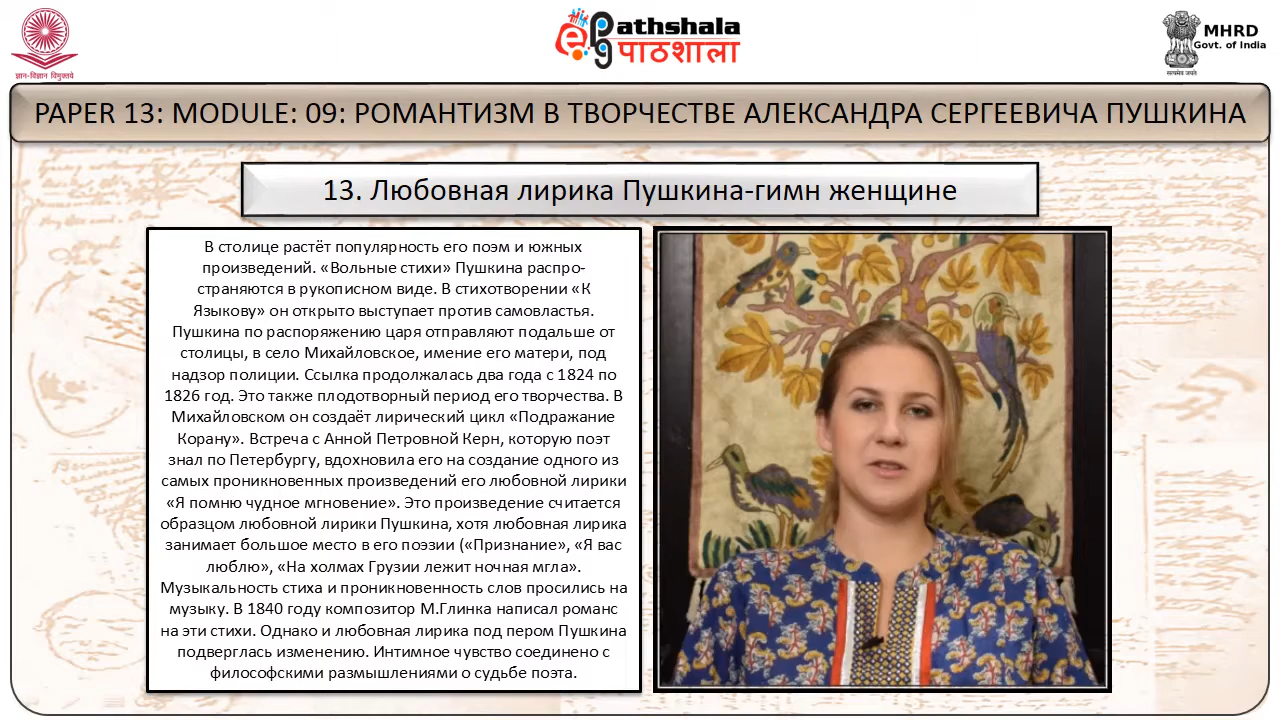 ज्ञान-विज्ञान विमुक्तये
ePathshala
पाठशाला
MHRD
Govt. of India
सत्यमेव जयते
PAPER 13: MODULE: 09: РОМАНТИЗМ В ТВОРЧЕСТВЕ АЛЕКСАНДРА СЕРГЕЕВИЧА ПУШКИНА
13. Любовная лирика Пушкина-гимн женщине
В столице растёт популярность его поэм и южных
произведений. «Вольные стихи» Пушкина распро-
страняются в рукописном виде. В стихотворении «К
Языкову» он открыто выступает против самовластья.
Пушкина по распоряжению царя отправляют подальше от
столицы, в село Михайловское, имение его матери, под
надзор полиции. Ссылка продолжалась два года с 1824 по
1826 год. Это также плодотворный период его творчества. В
Михайловском он создаёт лирический цикл «Подражание
Корану». Встреча с Анной Петровной Керн, которую поэт
знал по Петербургу, вдохновила его на создание одного из
самых проникновенных произведений его любовной лирики
«Я помню чудное мгновение». Это произведение считается
образцом любовной лирики Пушкина, хотя любовная лирика
занимает большое место в его поэзии («Признание», «Я вас
люблю», «На холмах Грузии лежит ночная мгла».
Музыкальность стиха и проникновенность слов просились на
музыку. В 1840 году композитор М.Глинка написал романс
на эти стихи. Однако и любовная лирика под пером Пушкина
подверглась изменению. Интимное чувство соединено с
философскими размышлениями о судьбе поэта.